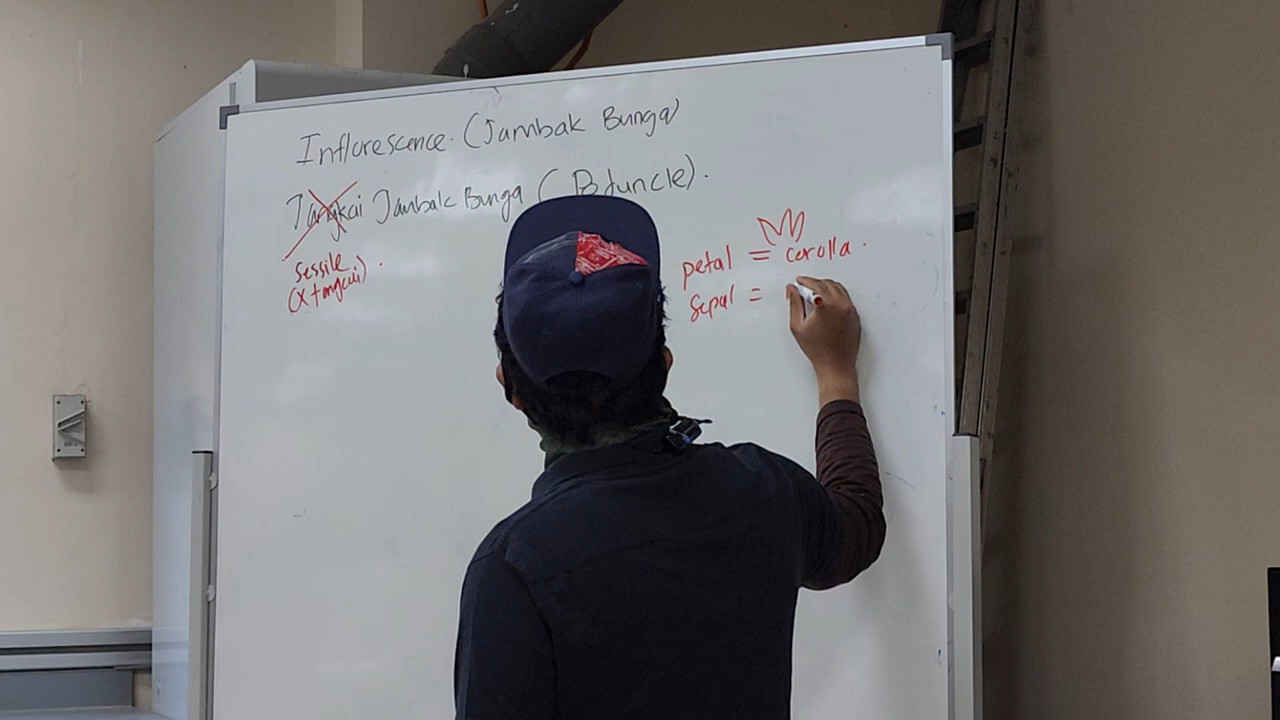 Inflorescence. (Jambak Bunga)
Tangkai Jambak Bunga (Peduncle).
sessile
(X tangkai).
petal = corolla.
sepal =